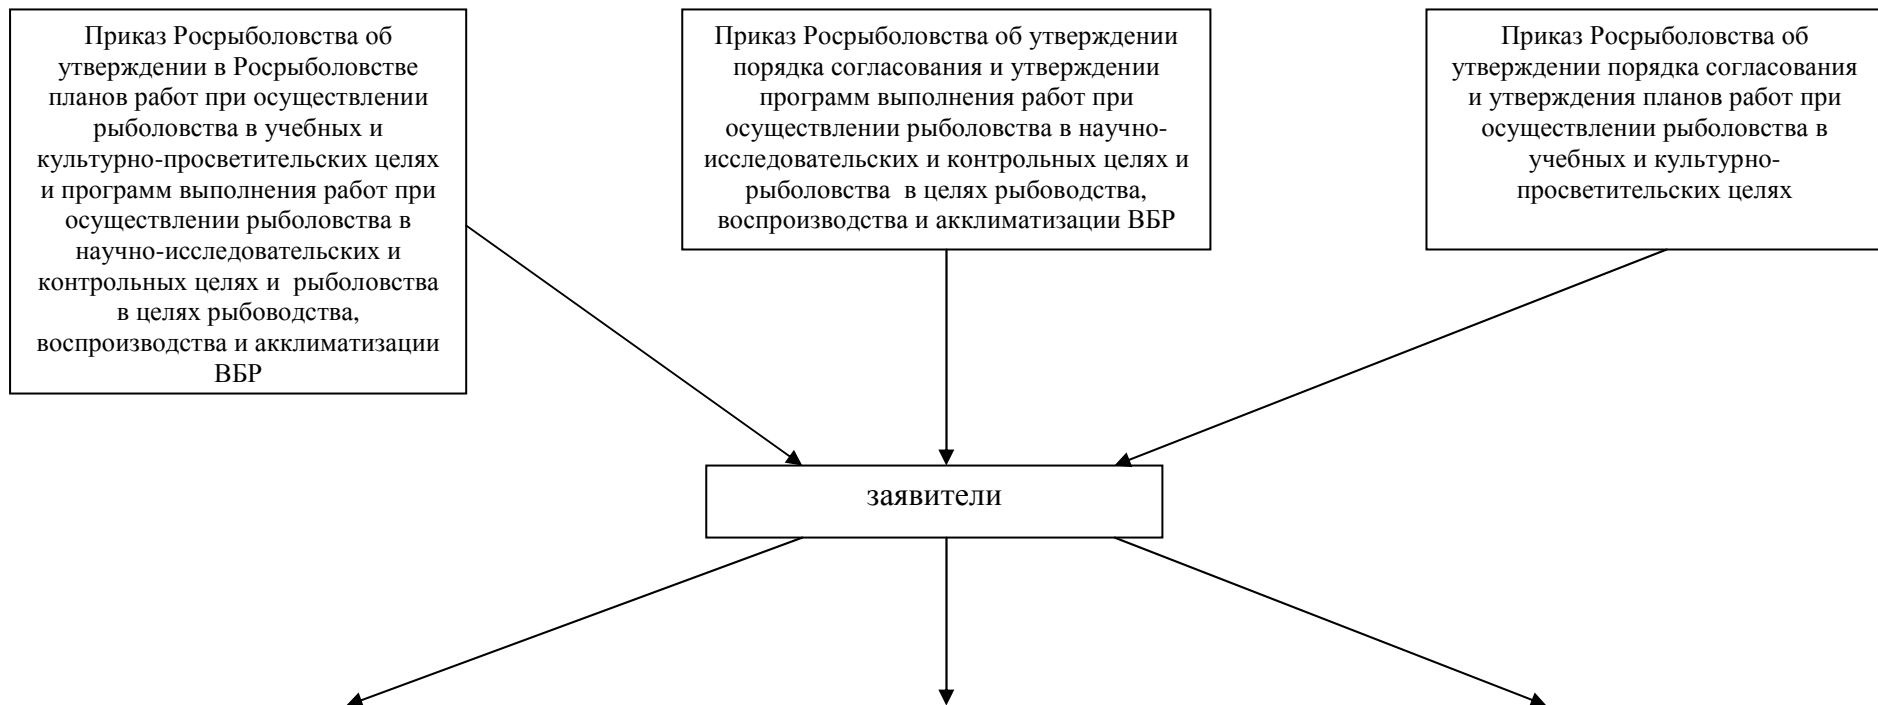 Приказ Росрыболовства об
утверждении в Росрыболовстве
планов работ при осуществлении
рыболовства в учебных и
культурно-просветительских целях
и программ выполнения работ при
осуществлении рыболовства в
научно-исследовательских и
контрольных целях и  рыболовства
в целях рыбоводства,
воспроизводства и акклиматизации
ВБР
Приказ Росрыболовства об утверждении
порядка согласования и утверждении
программ выполнения работ при
осуществлении рыболовства в научно-
исследовательских и контрольных целях и
рыболовства  в целях рыбоводства,
воспроизводства и акклиматизации ВБР
Приказ Росрыболовства об
утверждении порядка согласования
и утверждения планов работ при
осуществлении рыболовства в
учебных и культурно-
просветительских целях
заявители